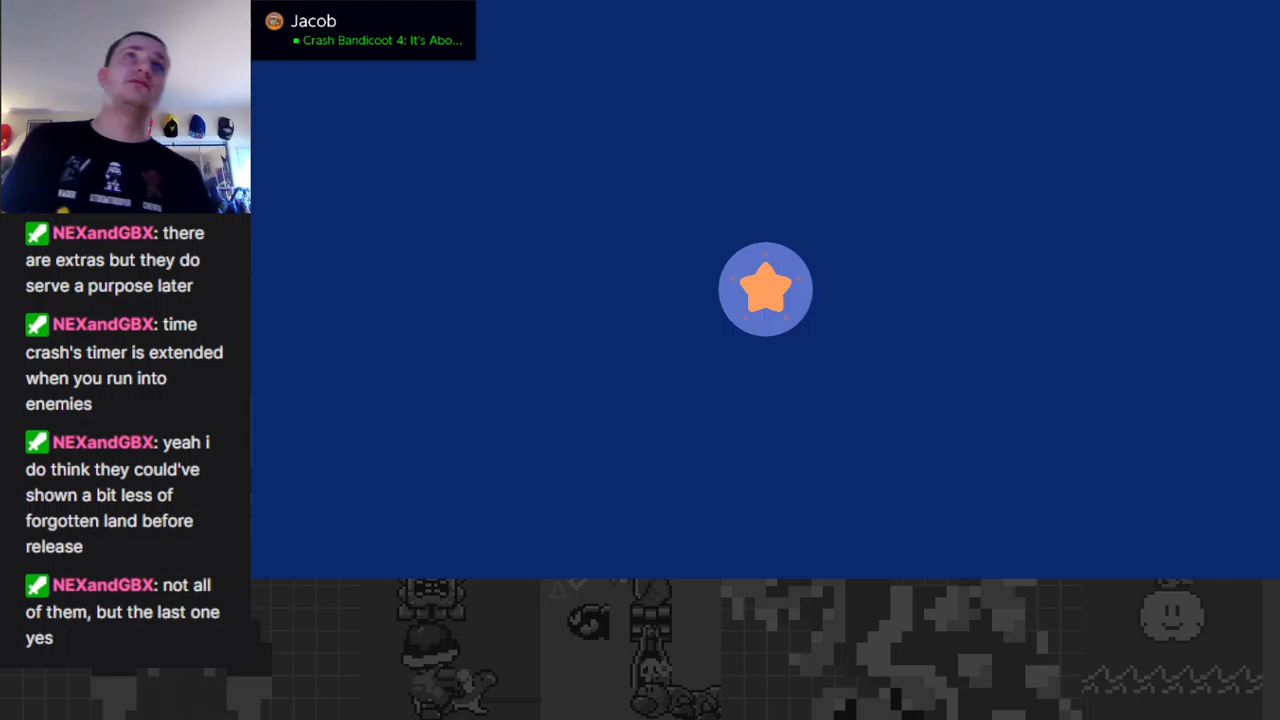 Jacob
Crash Bandicoot 4: It's Abo...
NEXandGBX: there
are extras but they do
serve a purpose later
NEXandGBX: time
crash's timer is extended
when you run into
enemies
NEXandGBX: yeah i
do think they could've
shown a bit less of
forgotten land before
release
NEXandGBX: not all
of them, but the last one
yes